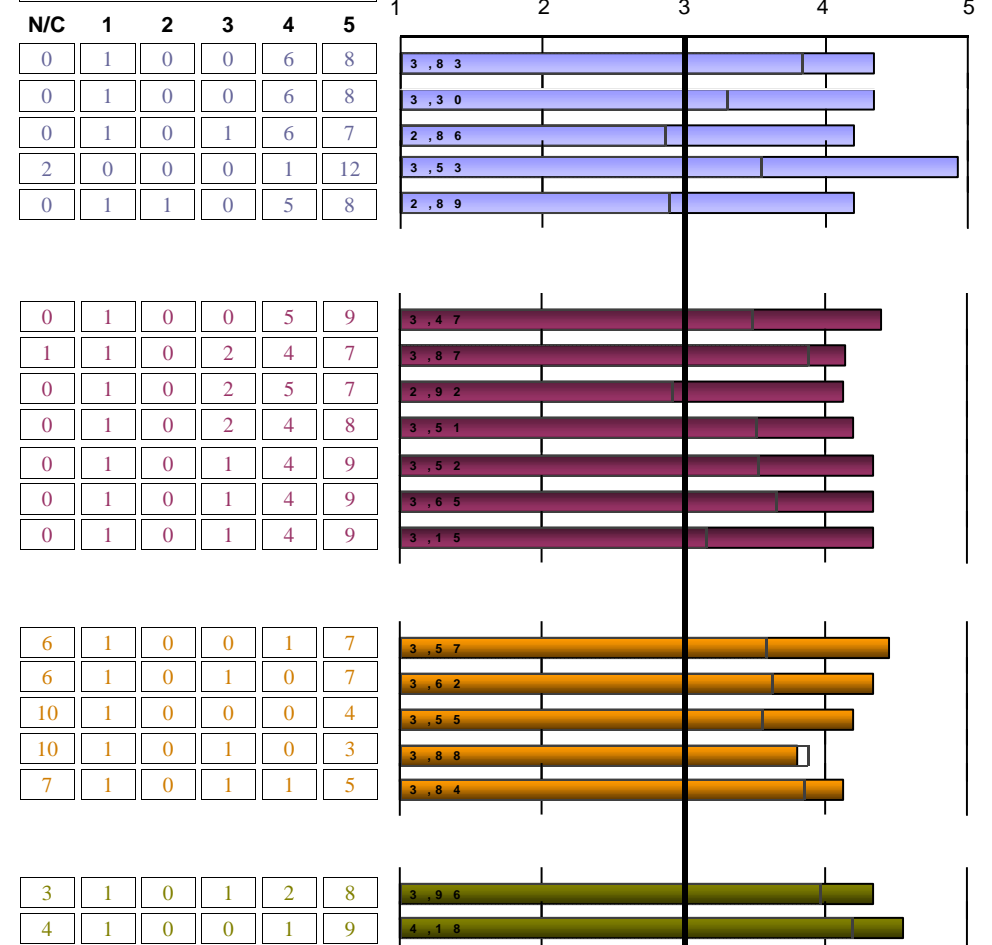 1 2 3 4 5
N/C 1 2 3 4 5
0 1 0 0 6 8 3,83
0 1 0 0 6 8 3,30
0 1 0 1 6 7 2,86
2 0 0 0 1 12 3,53
0 1 1 0 5 8 2,89
0 1 0 0 5 9 3,47
1 1 0 2 4 7 3,87
0 1 0 2 5 7 2,92
0 1 0 2 4 8 3,51
0 1 0 1 4 9 3,52
0 1 0 1 4 9 3,65
0 1 0 1 4 9 3,15
6 1 0 0 1 7 3,57
6 1 0 1 0 7 3,62
10 1 0 0 0 4 3,55
10 1 0 1 0 3 3,88
7 1 0 1 1 5 3,84
3 1 0 1 2 8 3,96
4 1 0 0 1 9 4,18